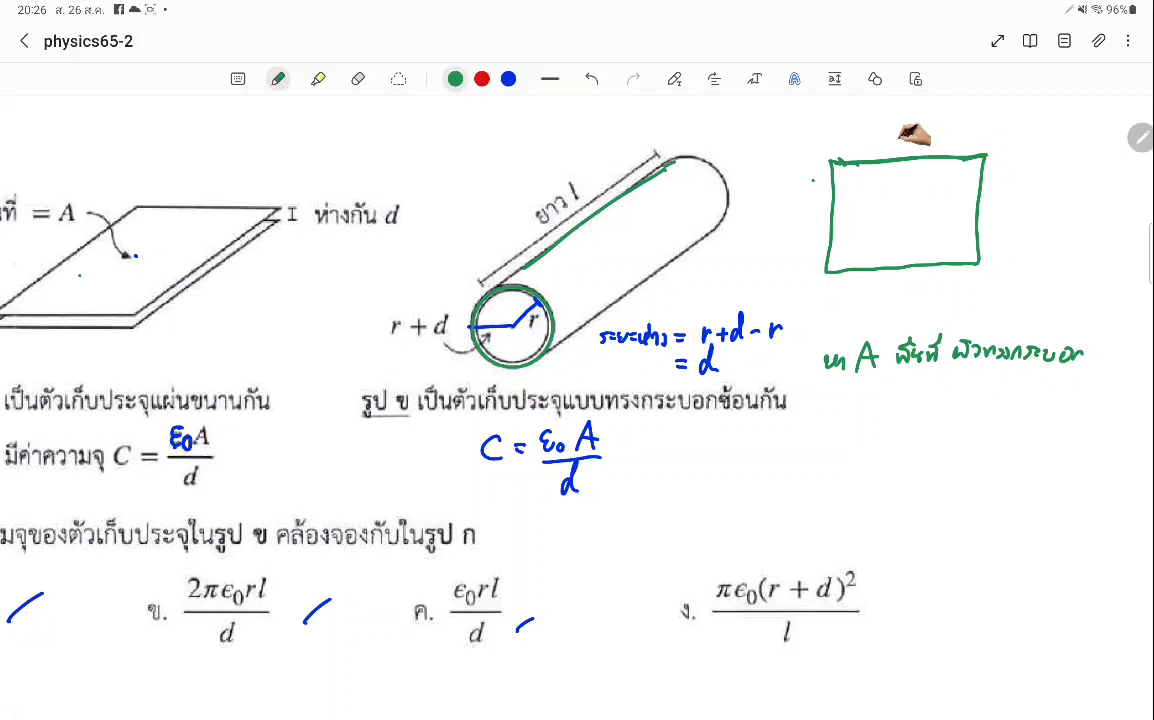 20:26 ส. 26 ส.ค.
96%
physics65-2
ที่ = A
ห่างกัน d
ยาว l
r + d
r
ระยะห่าง = r+d-r
= d
หา A พื้นที่ ผิวทรงกระบอก
เป็นตัวเก็บประจุแผ่นขนานกัน
รูป ข เป็นตัวเก็บประจุแบบทรงกระบอกซ้อนกัน
มีค่าความจุ C = ε₀A/d
C = ε₀ A/d
มจุของตัวเก็บประจุในรูป ข คล้องจองกับในรูป ก
ข. 2πϵ₀rl/d ค. ϵ₀rl/d ง. πϵ₀(r + d)²/l